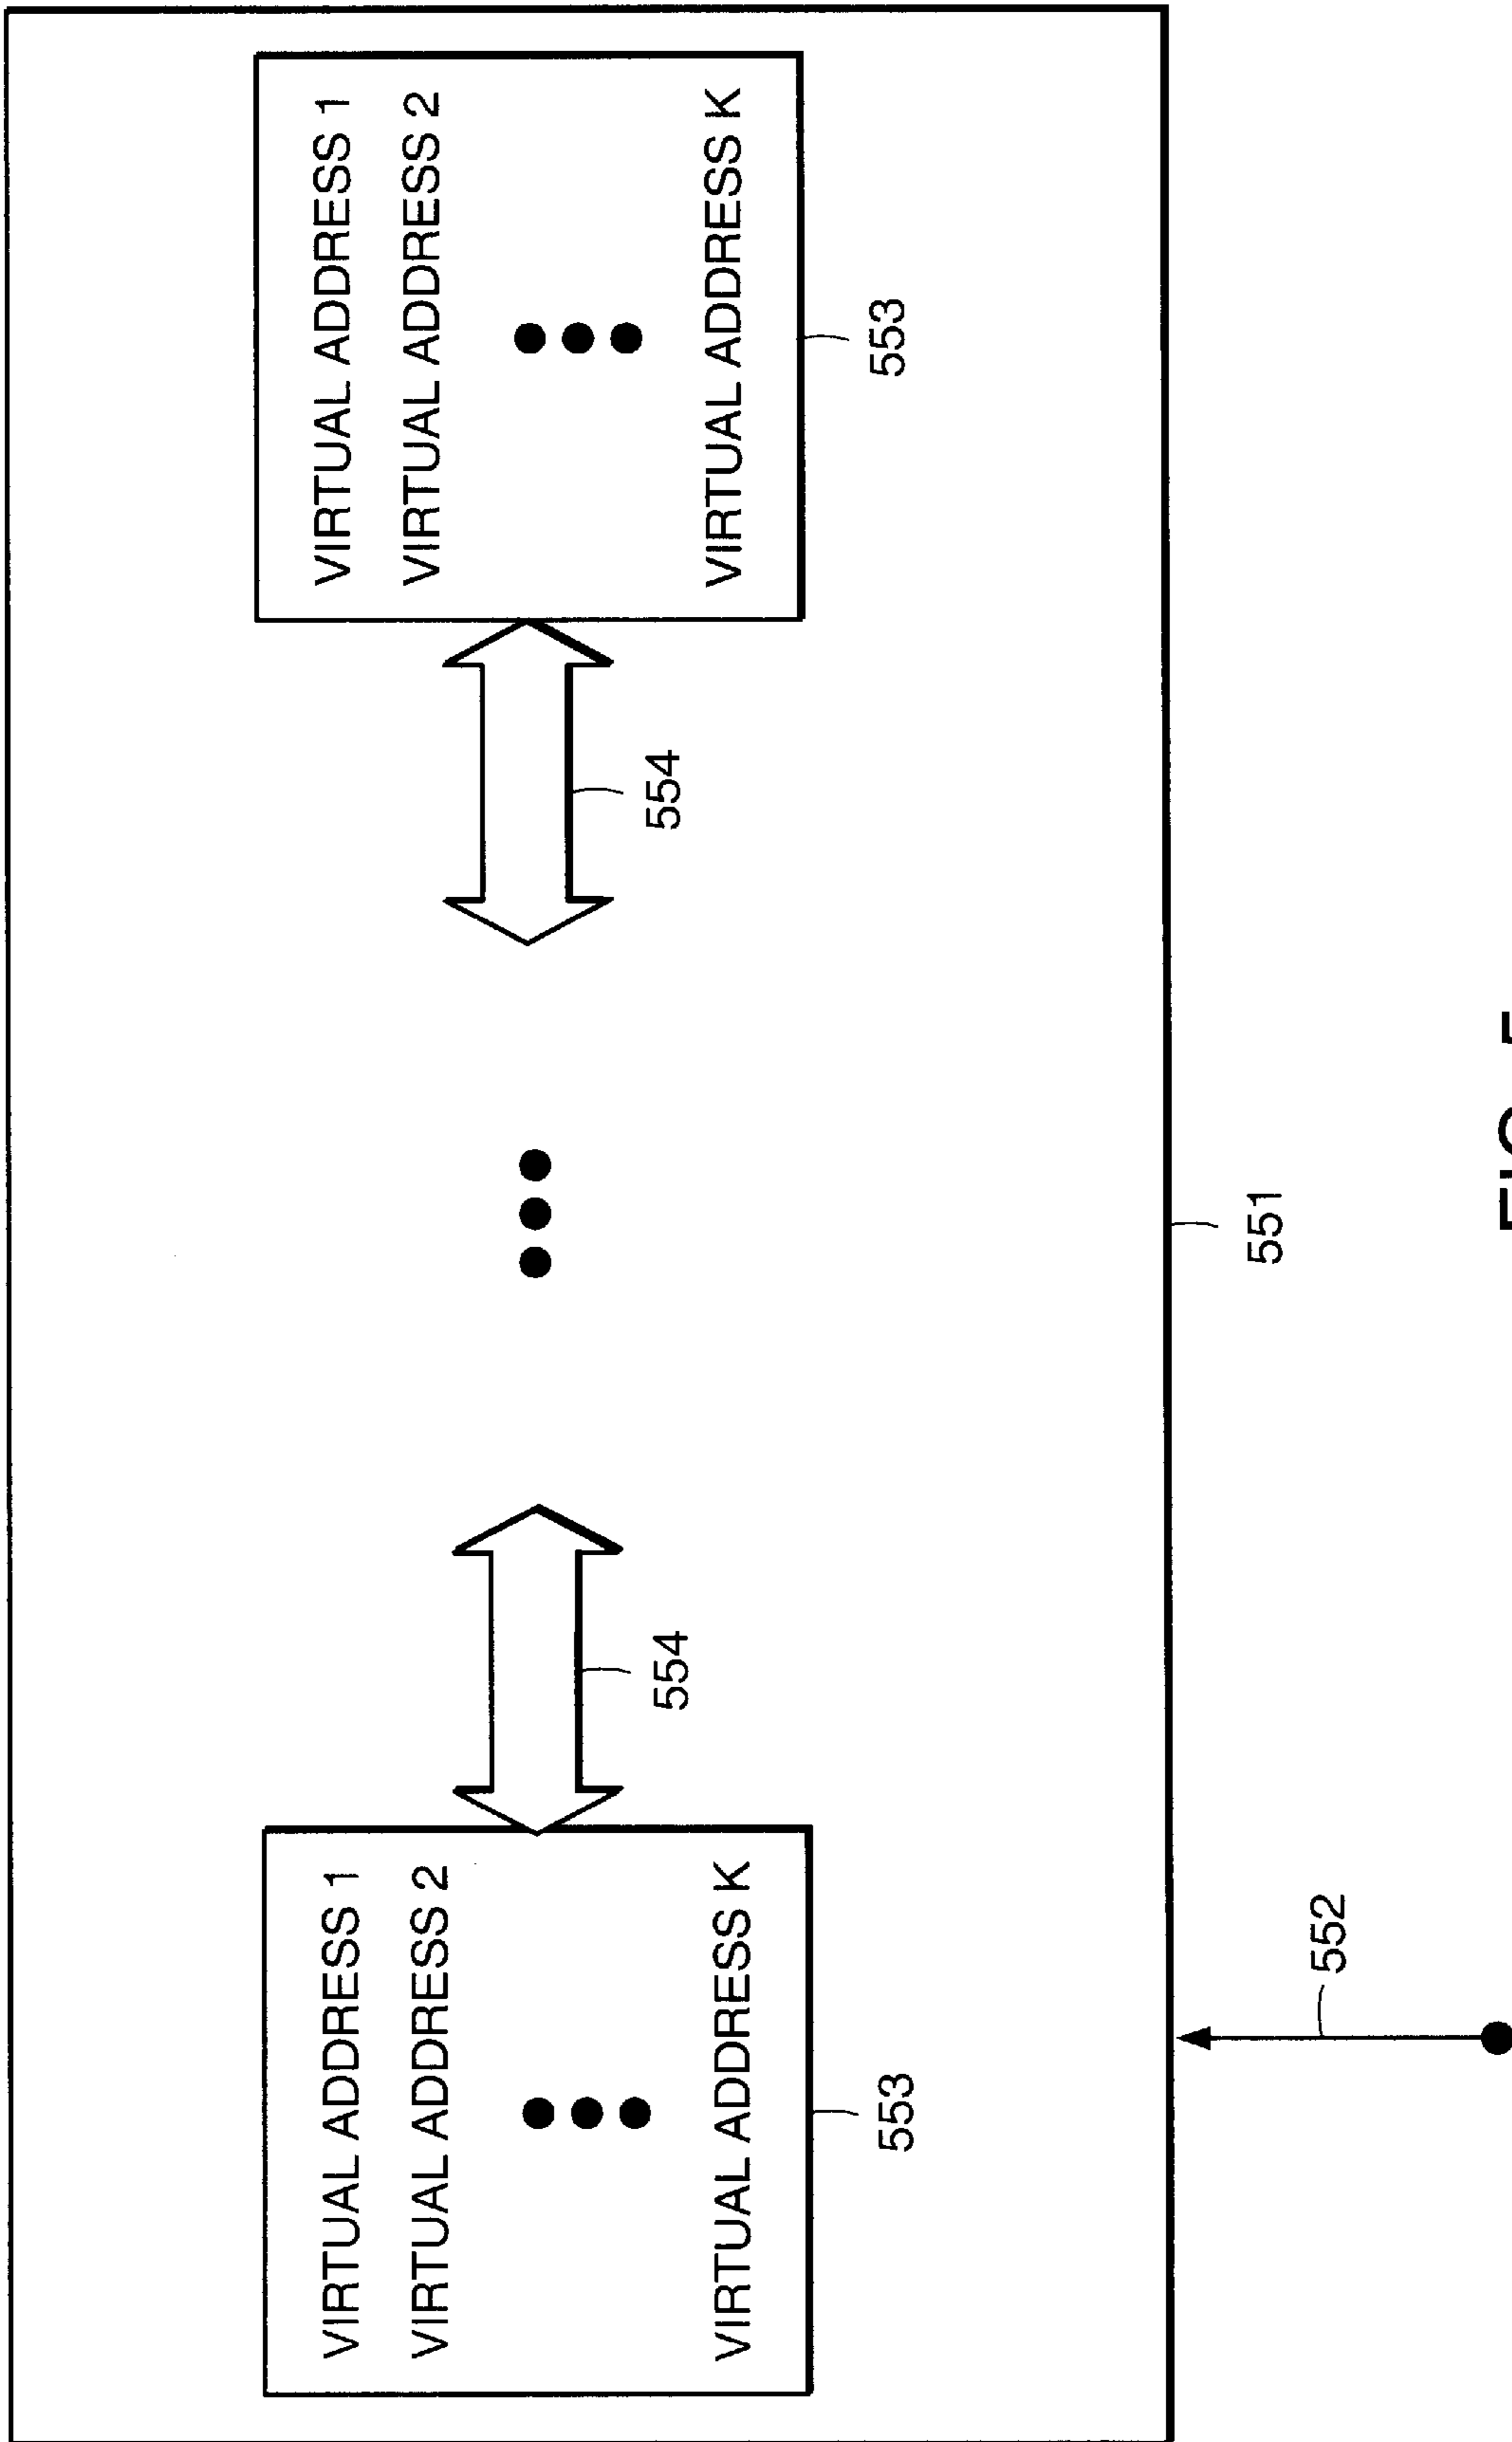 VIRTUAL ADDRESS 1
VIRTUAL ADDRESS 2
VIRTUAL ADDRESS K
553
554
554
VIRTUAL ADDRESS 1
VIRTUAL ADDRESS 2
VIRTUAL ADDRESS K
553
551
552